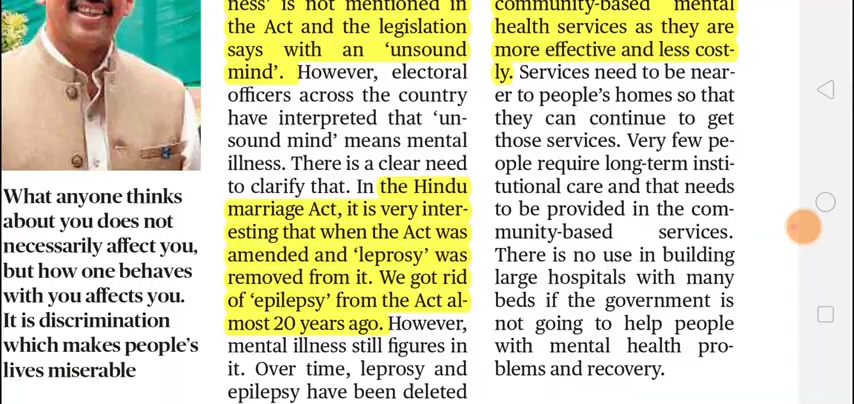 What anyone thinks
about you does not
necessarily affect you,
but how one behaves
with you affects you.
It is discrimination
which makes people's
lives miserable
ness' is not mentioned in
the Act and the legislation
says with an 'unsound
mind'. However, electoral
officers across the country
have interpreted that 'un-
sound mind' means mental
illness. There is a clear need
to clarify that. In the Hindu
marriage Act, it is very inter-
esting that when the Act was
amended and 'leprosy' was
removed from it. We got rid
of 'epilepsy' from the Act al-
most 20 years ago. However,
mental illness still figures in
it. Over time, leprosy and
epilepsy have been deleted
community-based mental
health services as they are
more effective and less cost-
ly. Services need to be near-
er to people's homes so that
they can continue to get
those services. Very few pe-
ople require long-term insti-
tutional care and that needs
to be provided in the com-
munity-based services.
There is no use in building
large hospitals with many
beds if the government is
not going to help people
with mental health pro-
blems and recovery.